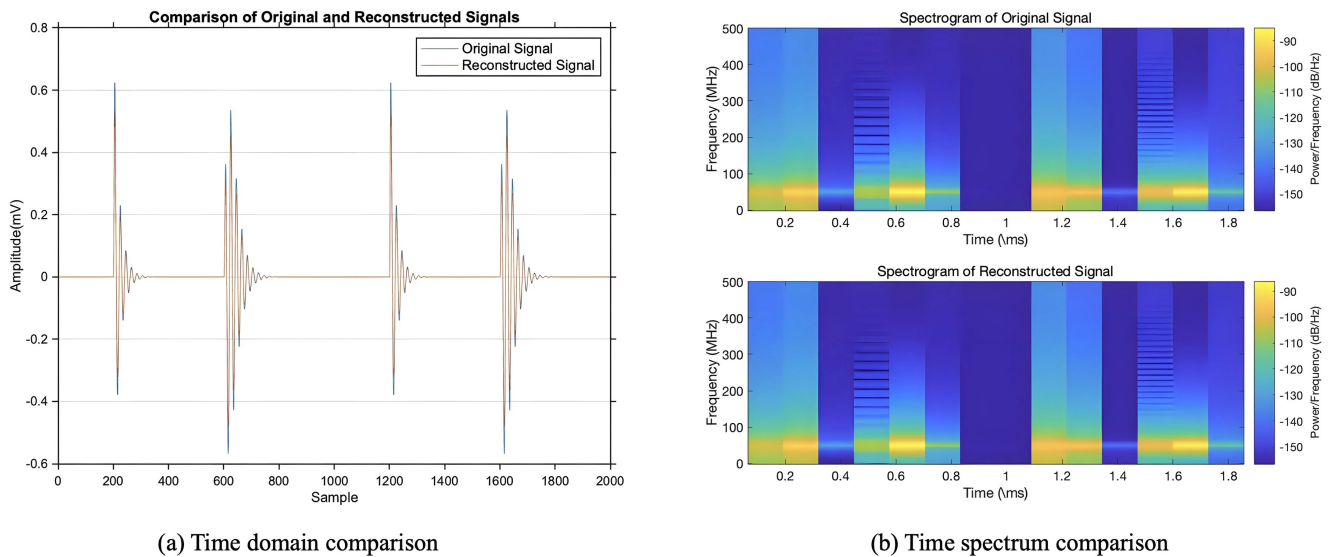 Comparison of Original and Reconstructed Signals
0.8
0.6
0.4
0.2
0
-0.2
-0.4
-0.6
Amplitude(mV)
Original Signal
Reconstructed Signal
0 200 400 600 800 1000 1200 1400 1600 1800 2000
Sample
(a) Time domain comparison
Spectrogram of Original Signal
500
400
300
200
100
0
Frequency (MHz)
0.2 0.4 0.6 0.8 1 1.2 1.4 1.6 1.8
Time (\ms)
-90
-100
-110
-120
-130
-140
-150
Power/Frequency (dB/Hz)
Spectrogram of Reconstructed Signal
500
400
300
200
100
0
Frequency (MHz)
0.2 0.4 0.6 0.8 1 1.2 1.4 1.6 1.8
Time (\ms)
-90
-100
-110
-120
-130
-140
-150
Power/Frequency (dB/Hz)
(b) Time spectrum comparison